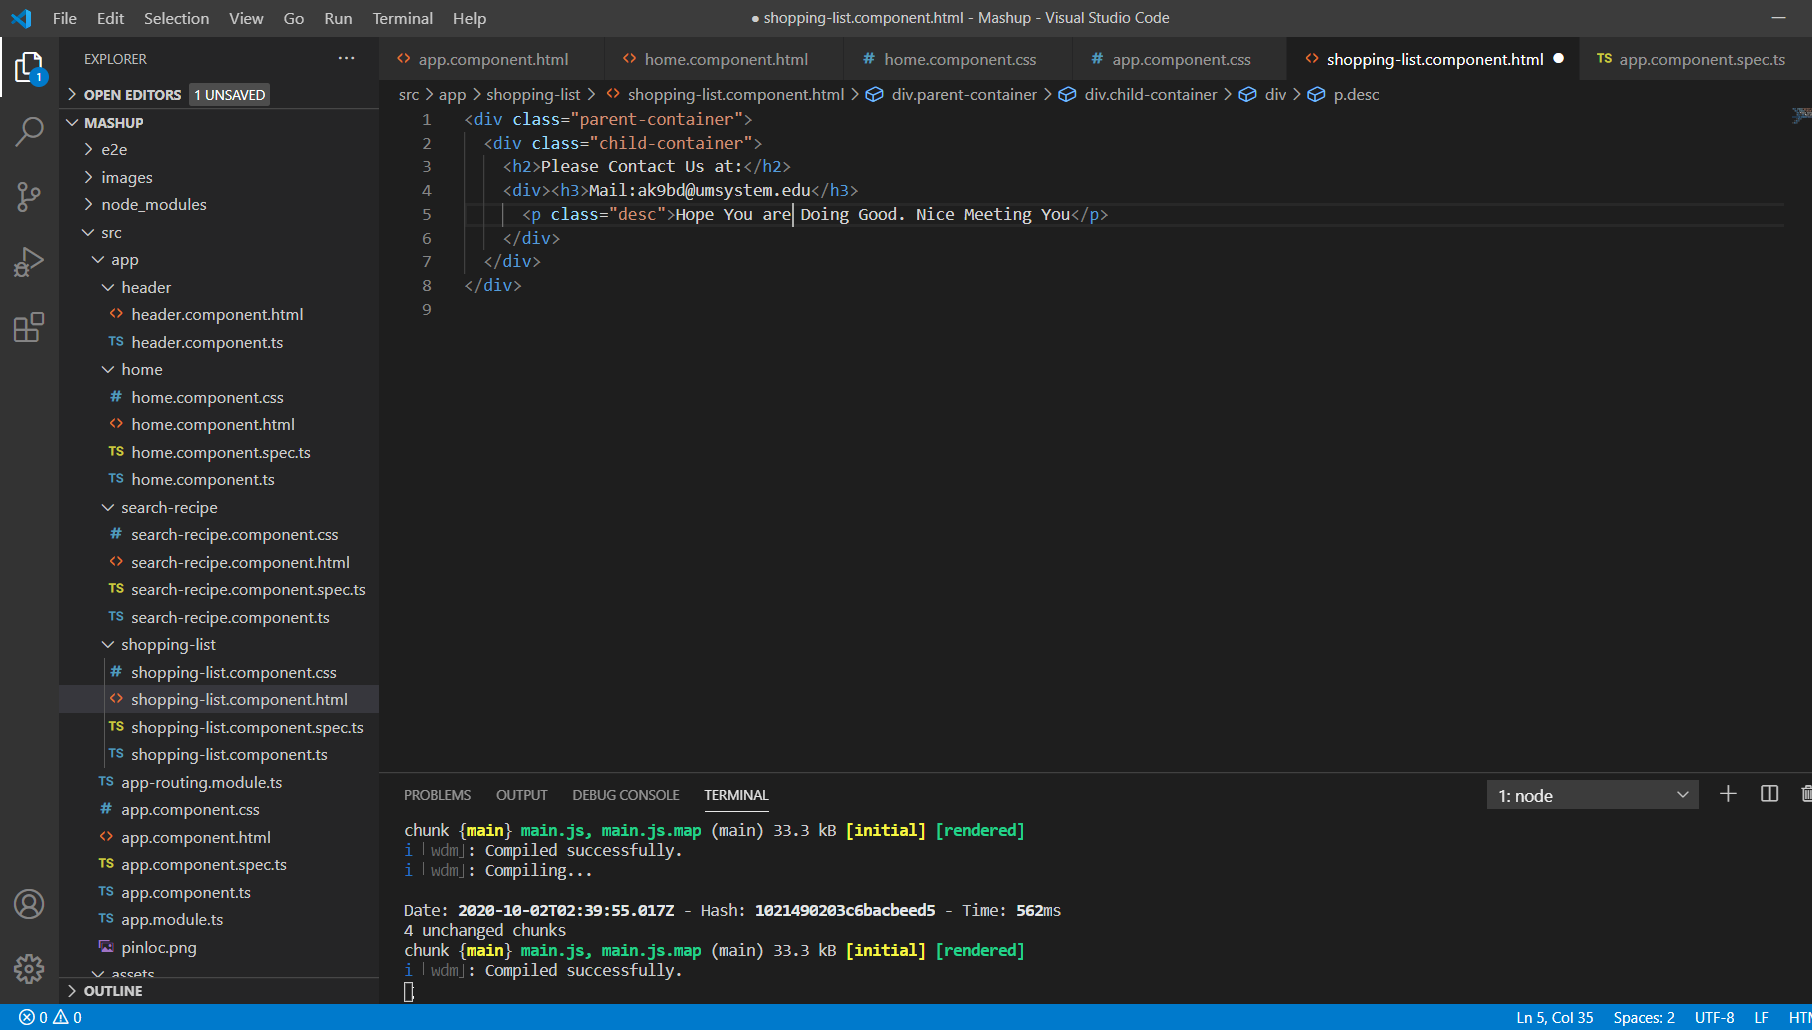 File Edit Selection View Go Run Terminal Help
● shopping-list.component.html - Mashup - Visual Studio Code
1
EXPLORER ···
OPEN EDITORS 1 UNSAVED
MASHUP
e2e
images
node_modules
src
app
header
<> header.component.html
TS header.component.ts
home
# home.component.css
<> home.component.html
TS home.component.spec.ts
TS home.component.ts
search-recipe
# search-recipe.component.css
<> search-recipe.component.html
TS search-recipe.component.spec.ts
TS search-recipe.component.ts
shopping-list
# shopping-list.component.css
<> shopping-list.component.html
TS shopping-list.component.spec.ts
TS shopping-list.component.ts
TS app-routing.module.ts
# app.component.css
<> app.component.html
TS app.component.spec.ts
TS app.component.ts
TS app.module.ts
pinloc.png
assets
OUTLINE
<> app.component.html <> home.component.html # home.component.css # app.component.css <> shopping-list.component.html ● TS app.component.spec.ts
src > app > shopping-list > <> shopping-list.component.html > div.parent-container > div.child-container > div > p.desc
1 <div class="parent-container">
2 <div class="child-container">
3 <h2>Please Contact Us at:</h2>
4 <div><h3>Mail:ak9bd@umsystem.edu</h3>
5 <p class="desc">Hope You are Doing Good. Nice Meeting You</p>
6 </div>
7 </div>
8 </div>
9
PROBLEMS OUTPUT DEBUG CONSOLE TERMINAL 1: node
chunk {main} main.js, main.js.map (main) 33.3 kB [initial] [rendered]
i ｢wdm｣: Compiled successfully.
i ｢wdm｣: Compiling...
Date: 2020-10-02T02:39:55.017Z - Hash: 1021490203c6bacbeed5 - Time: 562ms
4 unchanged chunks
chunk {main} main.js, main.js.map (main) 33.3 kB [initial] [rendered]
i ｢wdm｣: Compiled successfully.
0 0 Ln 5, Col 35 Spaces: 2 UTF-8 LF